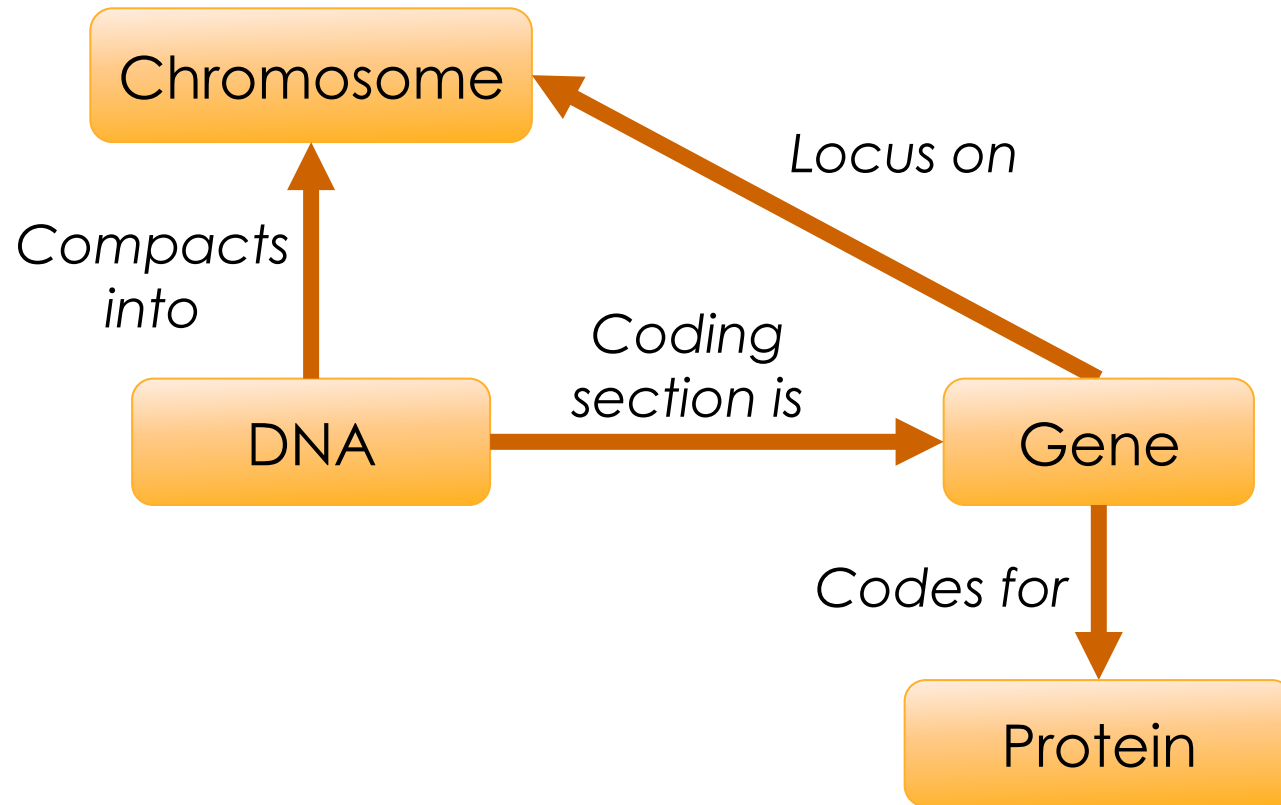 Chromosome
Locus on
Compacts
into
Coding
section is
DNA
Gene
Codes for
Protein